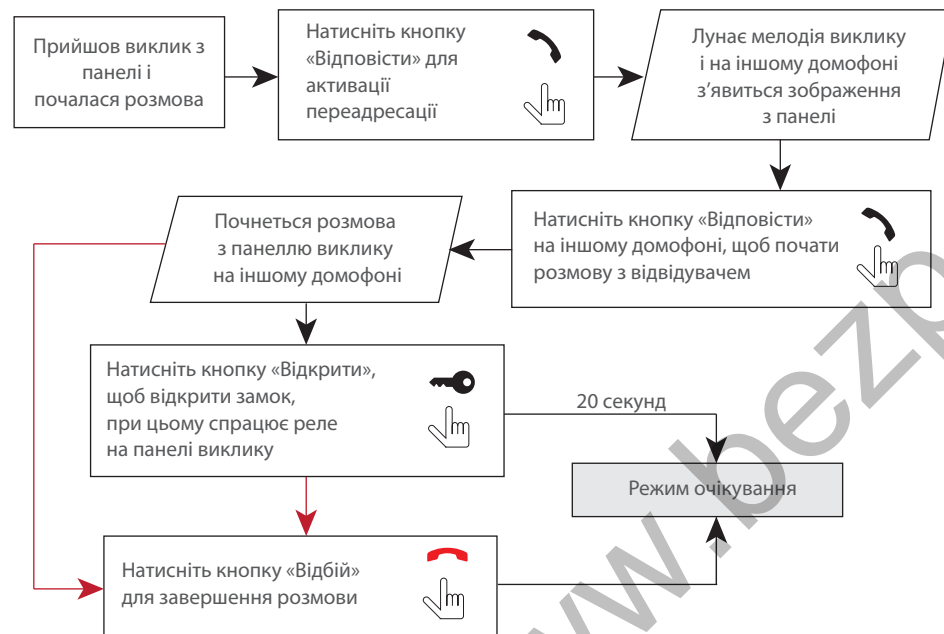 Прийшов виклик з
панелі і
почалася розмова
Натисніть кнопку
«Відповісти» для
активації
переадресації
Лунає мелодія виклику
і на іншому домофоні
з’явиться зображення
з панелі
Натисніть кнопку «Відповісти»
на іншому домофоні, щоб почати
розмову з відвідувачем
Почнеться розмова
з панеллю виклику
на іншому домофоні
Натисніть кнопку «Відкрити»,
щоб відкрити замок,
при цьому спрацює реле
на панелі виклику
20 секунд
Режим очікування
Натисніть кнопку «Відбій»
для завершення розмови
www.bezp